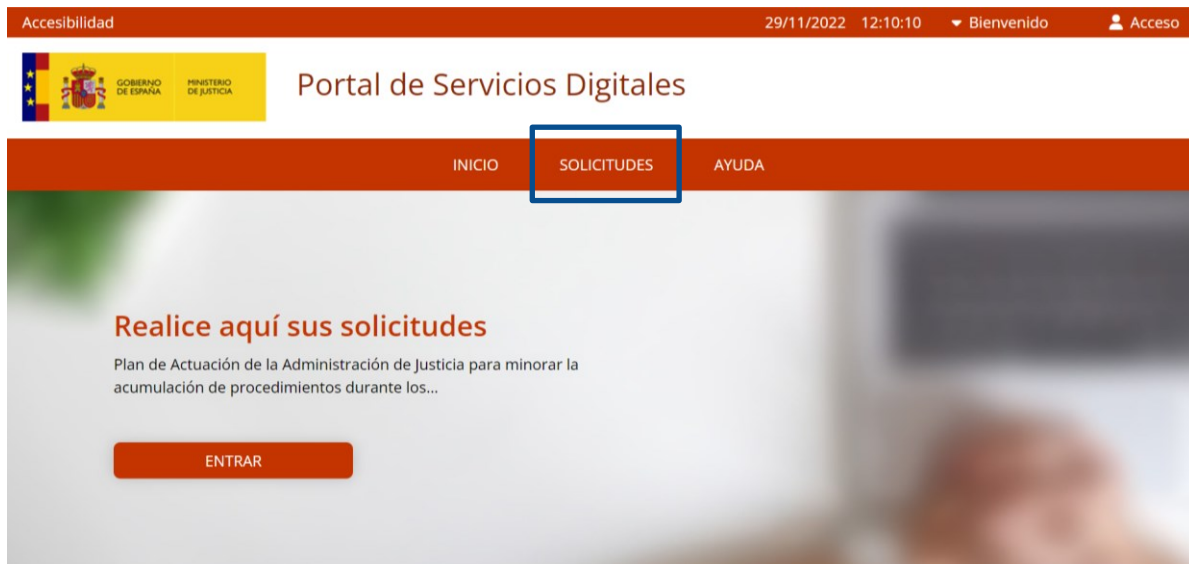 Accesibilidad
29/11/2022 12:10:10 Bienvenido Acceso
GOBIERNO DE ESPAÑA
MINISTERIO DE JUSTICIA
Portal de Servicios Digitales
INICIO SOLICITUDES AYUDA
Realice aquí sus solicitudes
Plan de Actuación de la Administración de Justicia para minorar la
acumulación de procedimientos durante los...
ENTRAR